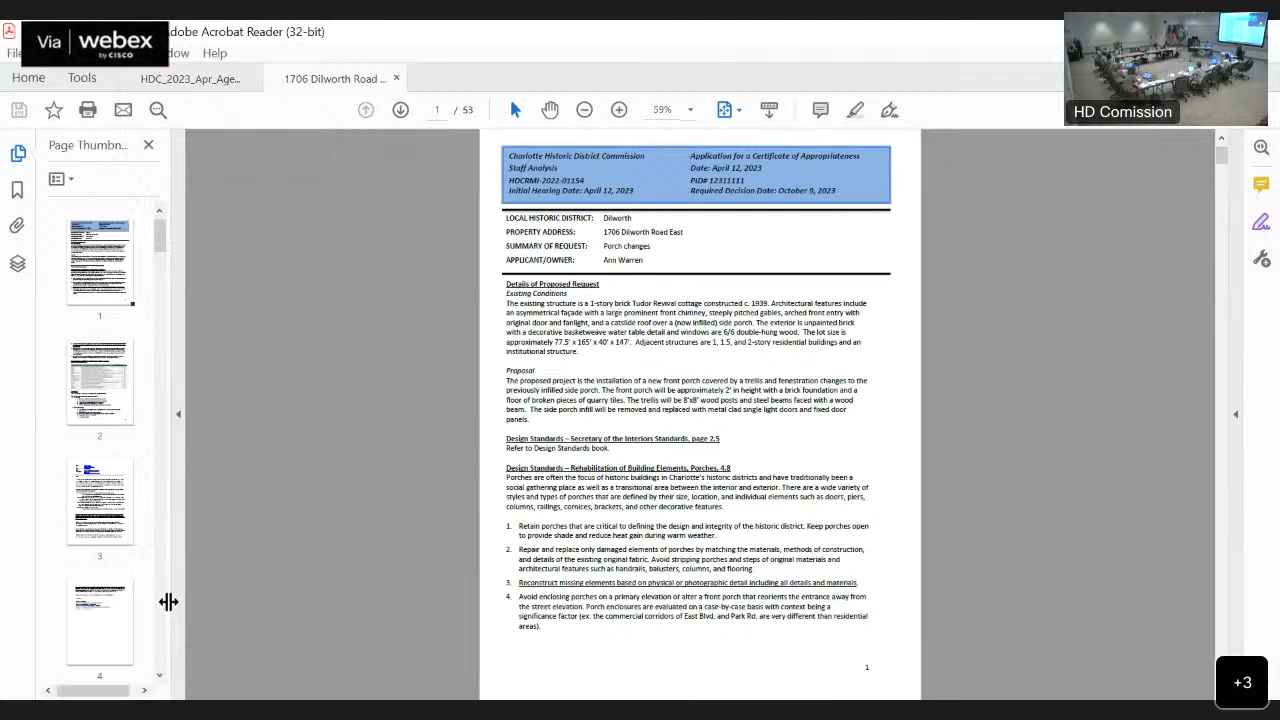 Via webex
by CISCO
Adobe Acrobat Reader (32-bit)
Help
HD Comission
Home
Tools
HDC_2023_Apr_Age...
1706 Dilworth Road ...
1 / 53
59%
Page Thumbn...
1
2
3
4
Charlotte Historic District Commission
Application for a Certificate of Appropriateness
Staff Analysis
Date: April 12, 2023
HDCRMI-2022-01154
PID# 12311111
Initial Hearing Date: April 12, 2023
Required Decision Date: October 9, 2023
LOCAL HISTORIC DISTRICT: Dilworth
PROPERTY ADDRESS: 1706 Dilworth Road East
SUMMARY OF REQUEST: Porch changes
APPLICANT/OWNER: Ann Warren
Details of Proposed Request
Existing Conditions
The existing structure is a 1-story brick Tudor Revival cottage constructed c. 1939. Architectural features include
an asymmetrical façade with a large prominent front chimney, steeply pitched gables, arched front entry with
original door and fanlight, and a catslide roof over a (now infilled) side porch. The exterior is unpainted brick
with a decorative basketweave water table detail and windows are 6/6 double-hung wood. The lot size is
approximately 77.5' x 165' x 40' x 147'. Adjacent structures are 1, 1.5, and 2-story residential buildings and an
institutional structure.
Proposal
The proposed project is the installation of a new front porch covered by a trellis and fenestration changes to the
previously infilled side porch. The front porch will be approximately 2' in height with a brick foundation and a
floor of broken pieces of quarry tiles. The trellis will be 8'x8' wood posts and steel beams faced with a wood
beam. The side porch infill will be removed and replaced with metal clad single light doors and fixed door
panels.
Design Standards – Secretary of the Interiors Standards, page 2.5
Refer to Design Standards book.
Design Standards – Rehabilitation of Building Elements, Porches, 4.8
Porches are often the focus of historic buildings in Charlotte's historic districts and have traditionally been a
social gathering place as well as a transitional area between the interior and exterior. There are a wide variety of
styles and types of porches that are defined by their size, location, and individual elements such as doors, piers,
columns, railings, cornices, brackets, and other decorative features.
1. Retain porches that are critical to defining the design and integrity of the historic district. Keep porches open
to provide shade and reduce heat gain during warm weather.
2. Repair and replace only damaged elements of porches by matching the materials, methods of construction,
and details of the existing original fabric. Avoid stripping porches and steps of original materials and
architectural features such as handrails, balusters, columns, and flooring.
3. Reconstruct missing elements based on physical or photographic detail including all details and materials.
4. Avoid enclosing porches on a primary elevation or alter a front porch that reorients the entrance away from
the street elevation. Porch enclosures are evaluated on a case-by-case basis with context being a
significance factor (ex. the commercial corridors of East Blvd. and Park Rd. are very different than residential
areas).
1
+3